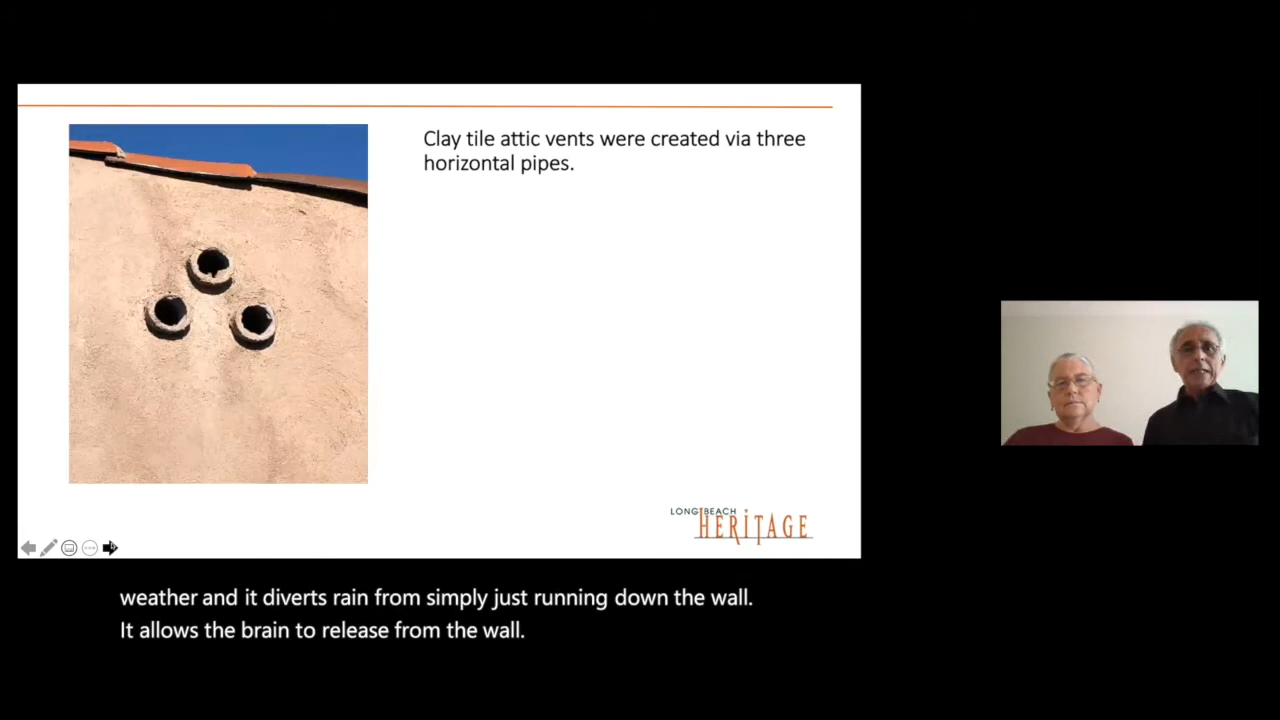 Clay tile attic vents were created via three
horizontal pipes.
LONG BEACH
HERITAGE
weather and it diverts rain from simply just running down the wall.
It allows the brain to release from the wall.